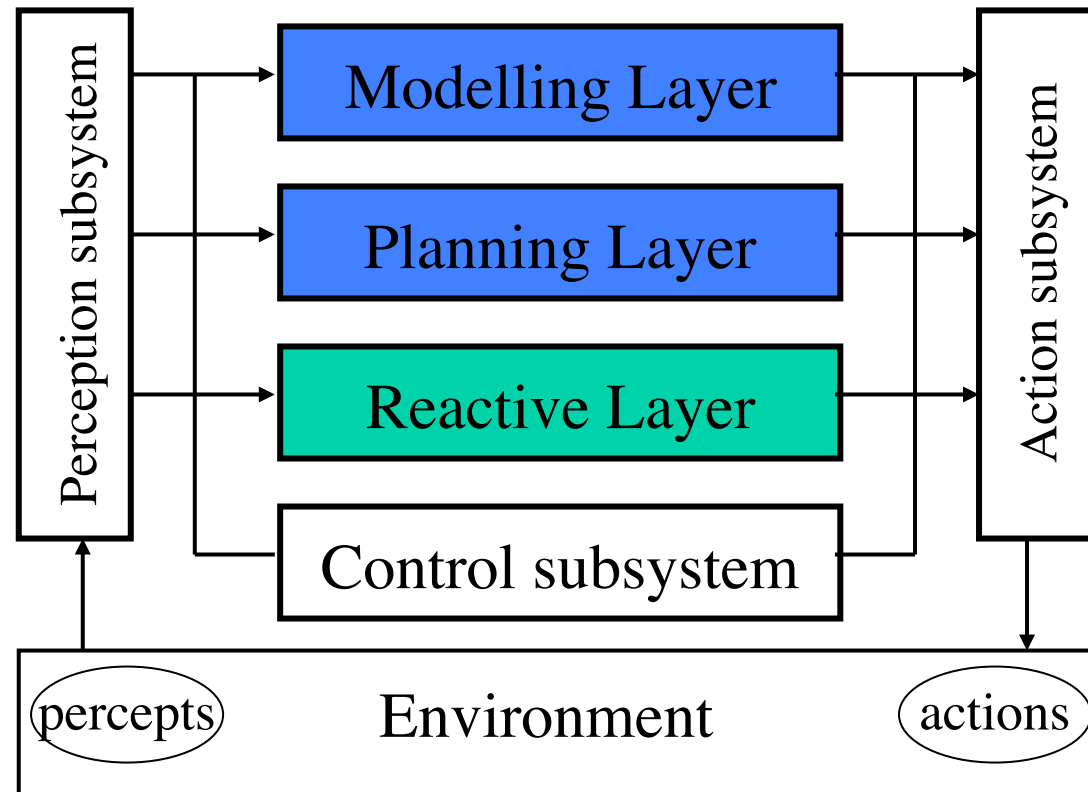 Perception subsystem
Modelling Layer
Planning Layer
Reactive Layer
Control subsystem
Action subsystem
percepts
Environment
actions